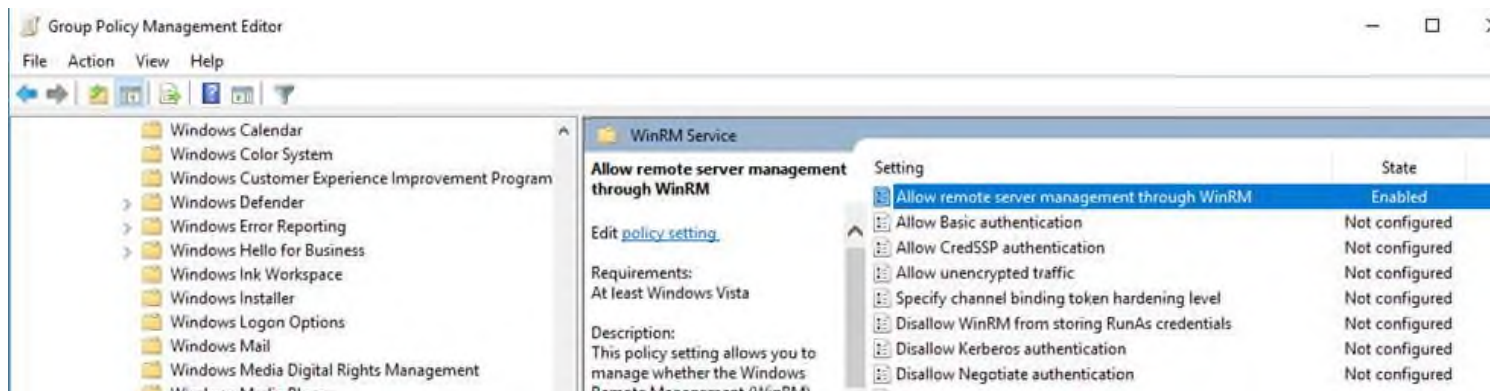 Group Policy Management Editor
File Action View Help
Windows Calendar
Windows Color System
Windows Customer Experience Improvement Program
Windows Defender
Windows Error Reporting
Windows Hello for Business
Windows Ink Workspace
Windows Installer
Windows Logon Options
Windows Mail
Windows Media Digital Rights Management
WinRM Service
Allow remote server management
through WinRM
Edit policy setting
Requirements:
At least Windows Vista
Description:
This policy setting allows you to
manage whether the Windows
Remote Management (WinRM)
Setting State
Allow remote server management through WinRM Enabled
Allow Basic authentication Not configured
Allow CredSSP authentication Not configured
Allow unencrypted traffic Not configured
Specify channel binding token hardening level Not configured
Disallow WinRM from storing RunAs credentials Not configured
Disallow Kerberos authentication Not configured
Disallow Negotiate authentication Not configured